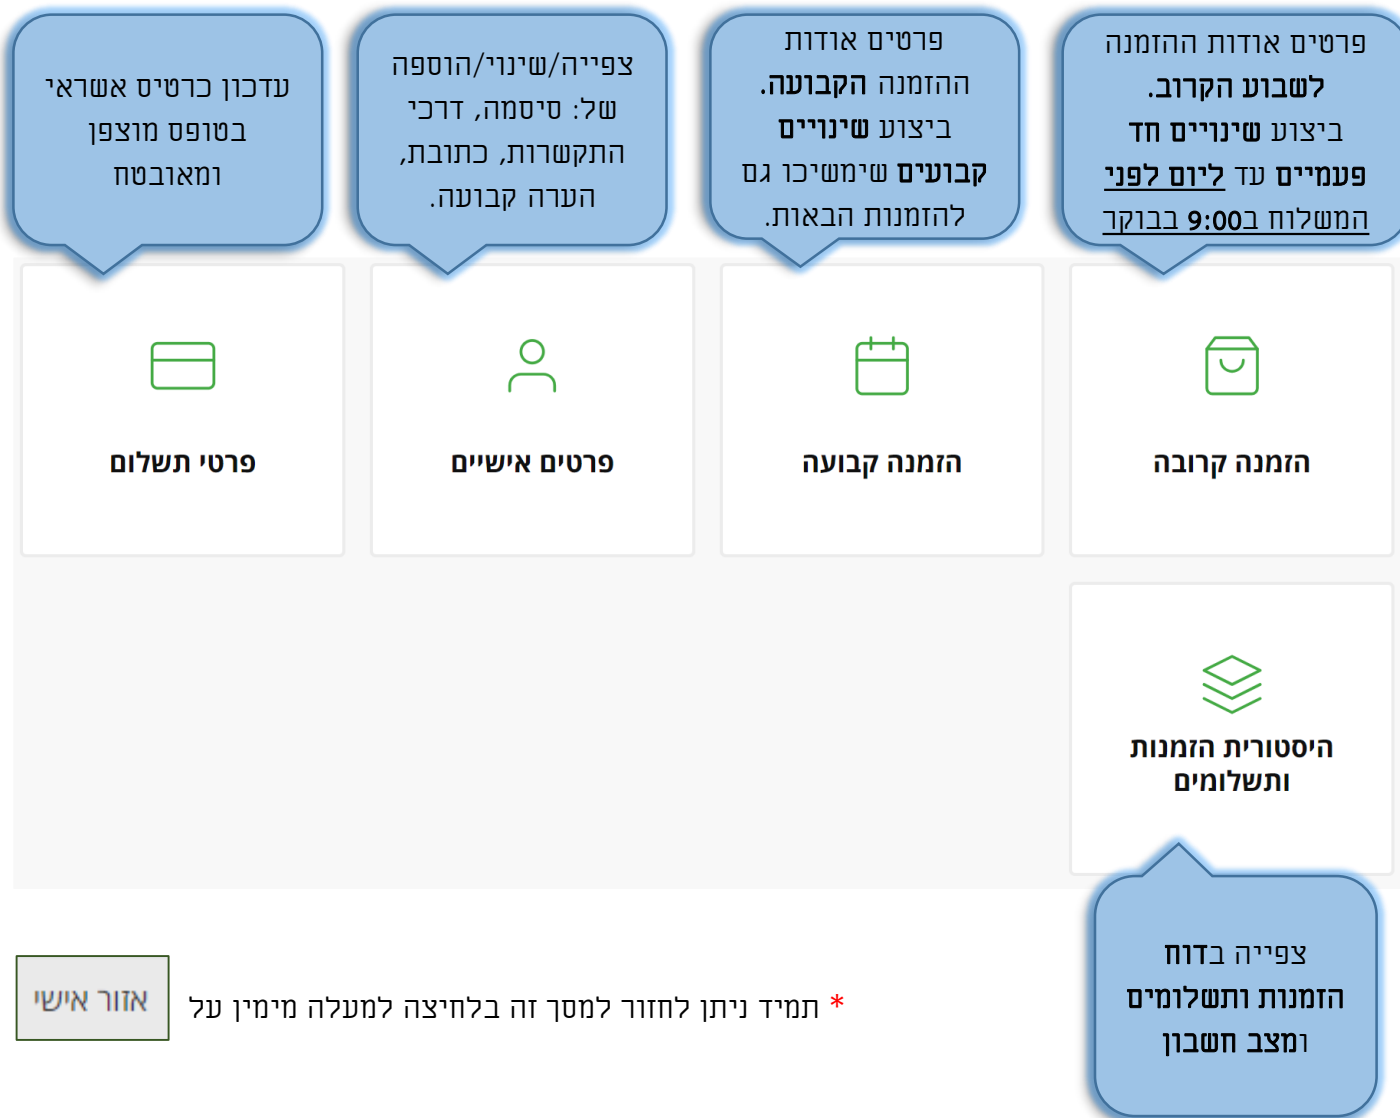 פרטים אודות ההזמנה
לשבוע הקרוב.
ביצוע שינויים חד
פעמיים עד ליום לפני
המשלוח ב9:00 בבוקר
פרטים אודות
ההזמנה הקבועה.
ביצוע שינויים
קבועים שימשיכו גם
להזמנות הבאות.
צפייה/שינוי/הוספה
של: סיסמה, דרכי
התקשרות, כתובת,
הערה קבועה.
עדכון כרטיס אשראי
בטופס מוצפן
ומאובטח
הזמנה קרובה
הזמנה קבועה
פרטים אישיים
פרטי תשלום
היסטורית הזמנות
ותשלומים
צפייה בדוח
הזמנות ותשלומים
ומצב חשבון
* תמיד ניתן לחזור למסך זה בלחיצה למעלה מימין על
אזור אישי